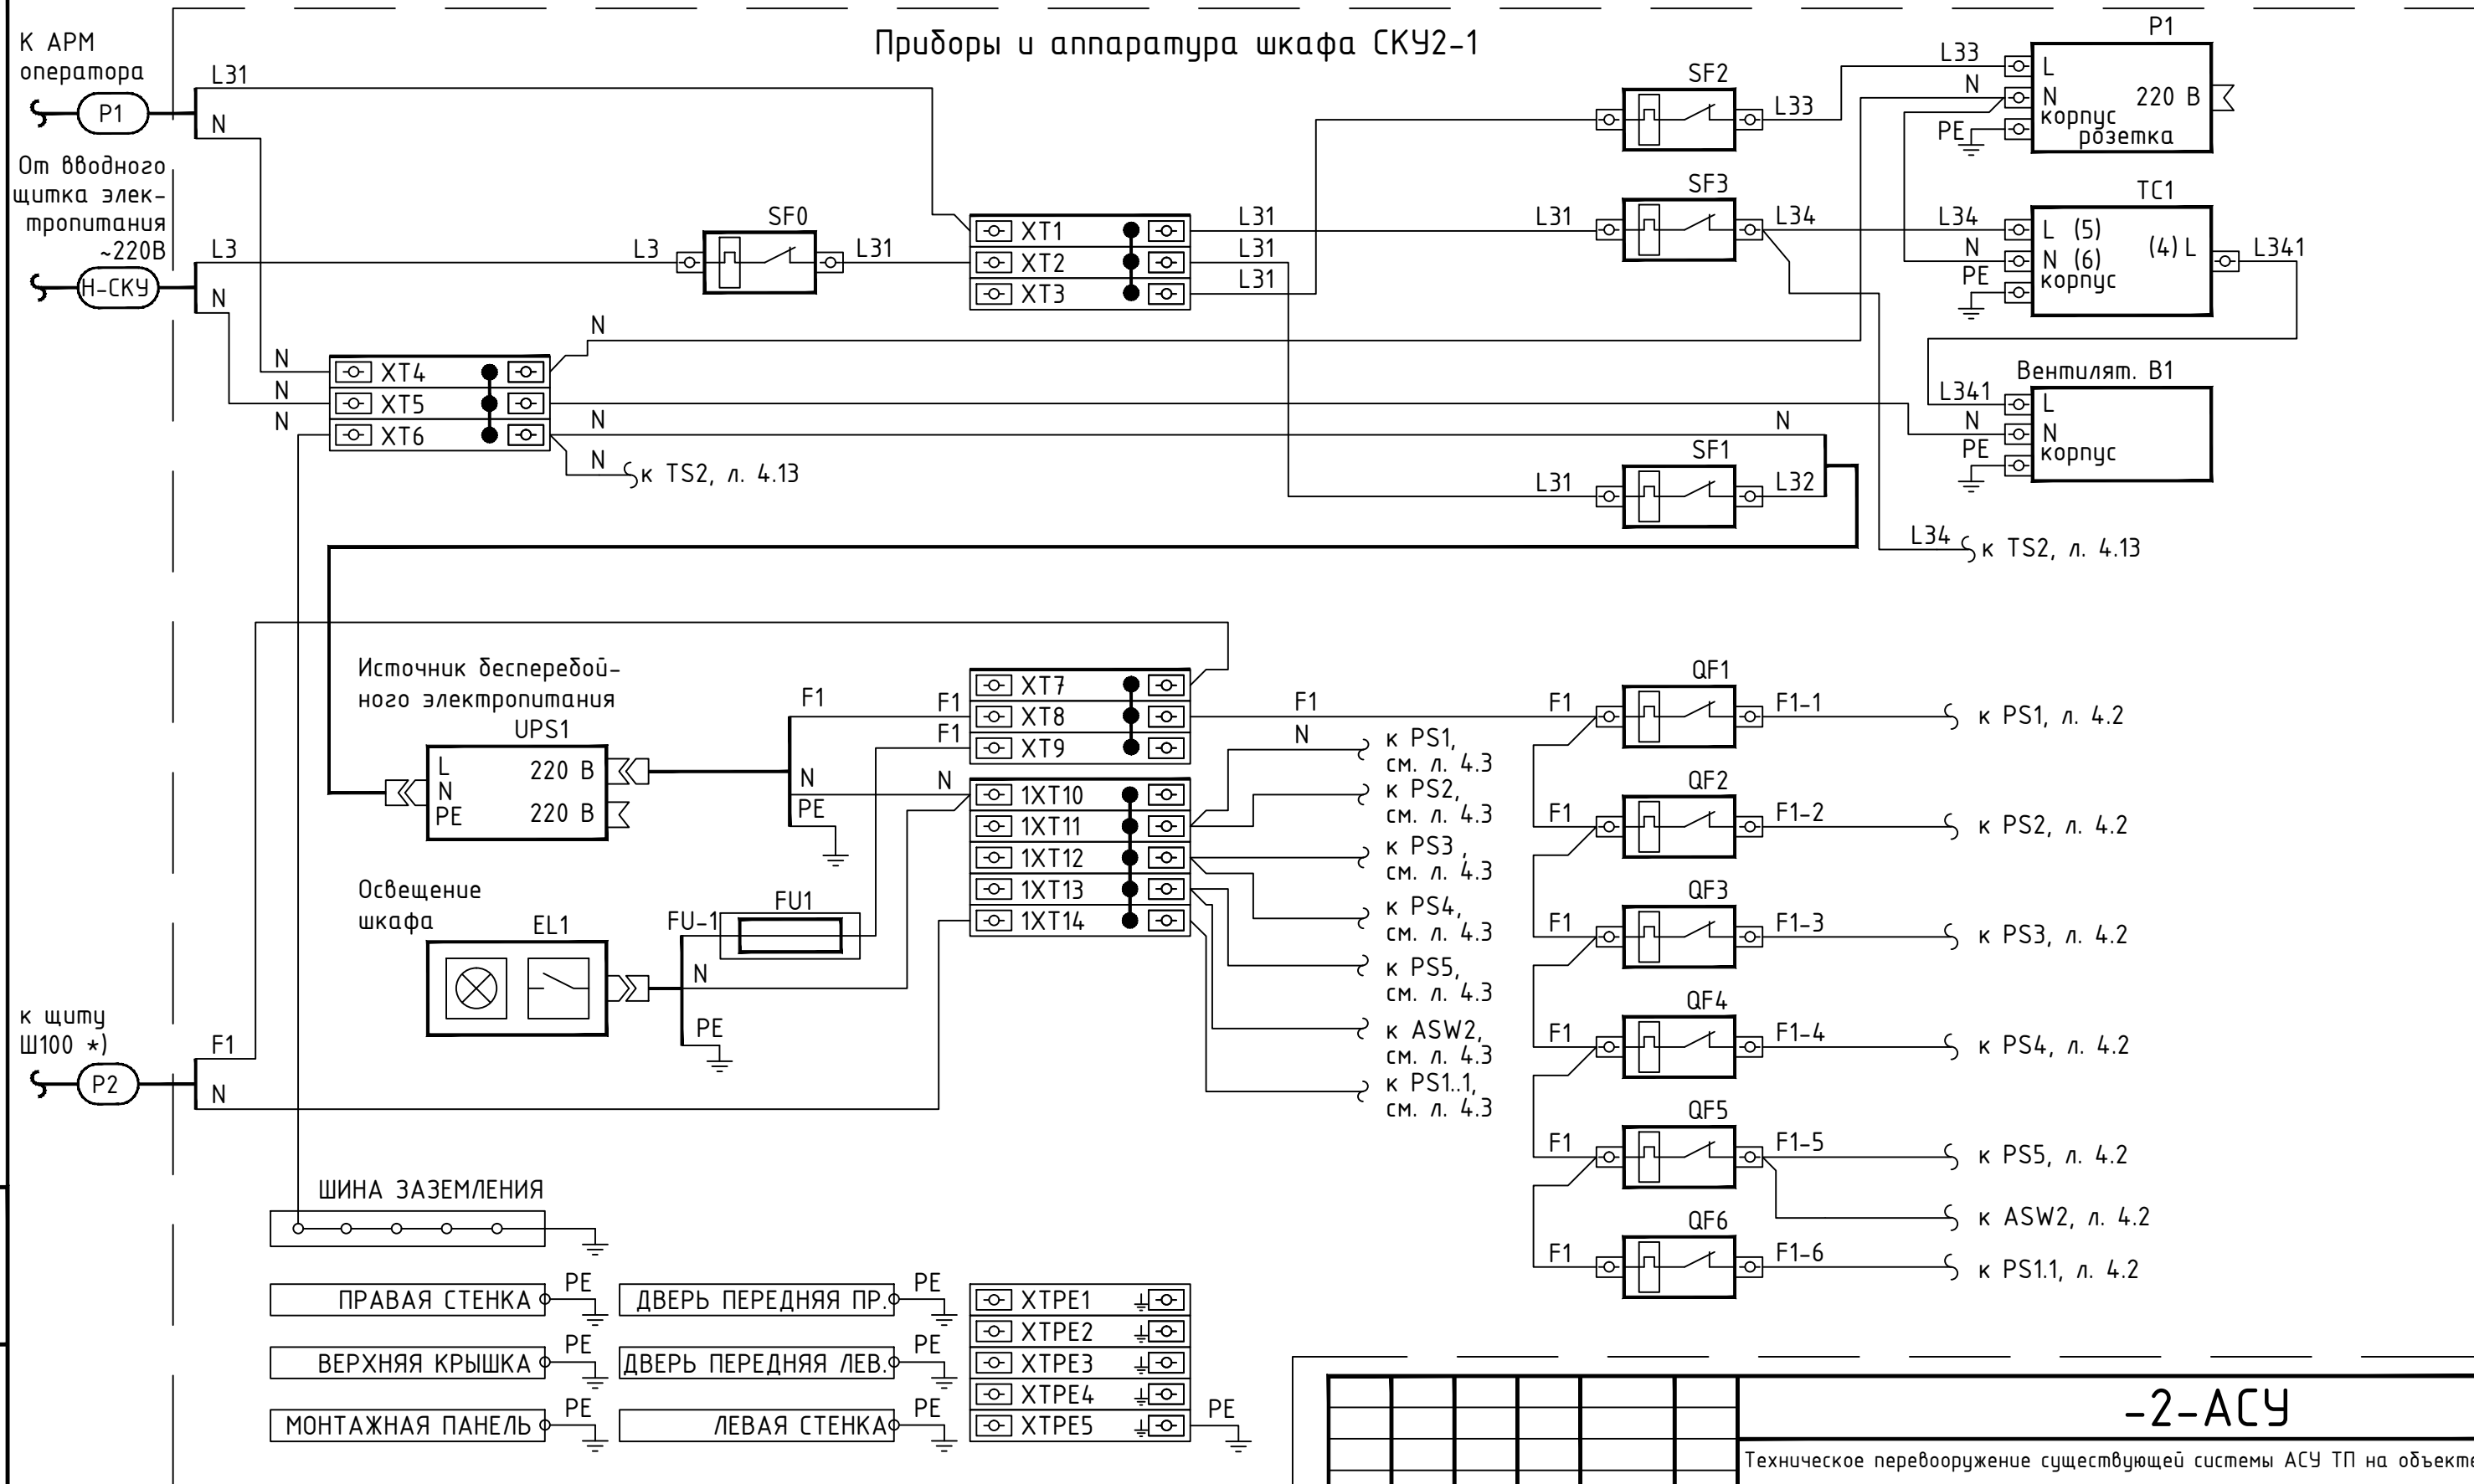 Приборы и аппаратура шкафа СКУ2-1
К АРМ
оператора
P1
L31
N
От вводного
щитка элек-
тропитания
~220В
Н-СКУ
L3
N
L3
SF0
L31
XT1
XT2
XT3
L31
L31
L31
L31
SF2
L33
SF3
L34
L33
N
PE
P1
L
N
корпус
розетка
220 В
L34
N
PE
TC1
L (5)
N (6)
корпус
(4) L
L341
N
N
N
XT4
XT5
XT6
N
N
N
к TS2, л. 4.13
N
Вентилят. В1
L341
N
PE
L
N
корпус
L31
SF1
L32
L34
к TS2, л. 4.13
Источник бесперебой-
ного электропитания
UPS1
L
N
PE
220 В
220 В
F1
N
PE
F1
F1
N
XT7
XT8
XT9
1XT10
1XT11
1XT12
1XT13
1XT14
F1
N
к PS1,
см. л. 4.3
к PS2,
см. л. 4.3
к PS3 ,
см. л. 4.3
к PS4,
см. л. 4.3
к PS5,
см. л. 4.3
к ASW2,
см. л. 4.3
к PS1..1,
см. л. 4.3
Освещение
шкафа
EL1
FU-1
FU1
N
PE
к щиту
Ш100 *)
P2
F1
N
F1
QF1
F1-1
к PS1, л. 4.2
F1
QF2
F1-2
к PS2, л. 4.2
F1
QF3
F1-3
к PS3, л. 4.2
F1
QF4
F1-4
к PS4, л. 4.2
F1
QF5
F1-5
к PS5, л. 4.2
к ASW2, л. 4.2
F1
QF6
F1-6
к PS1.1, л. 4.2
ШИНА ЗАЗЕМЛЕНИЯ
ПРАВАЯ СТЕНКА
PE
ДВЕРЬ ПЕРЕДНЯЯ ПР.
PE
ВЕРХНЯЯ КРЫШКА
PE
ДВЕРЬ ПЕРЕДНЯЯ ЛЕВ.
PE
МОНТАЖНАЯ ПАНЕЛЬ
PE
ЛЕВАЯ СТЕНКА
PE
XTPE1
XTPE2
XTPE3
XTPE4
XTPE5
PE
-2-АСУ
Техническое перевооружение существующей системы АСУ ТП на объекте